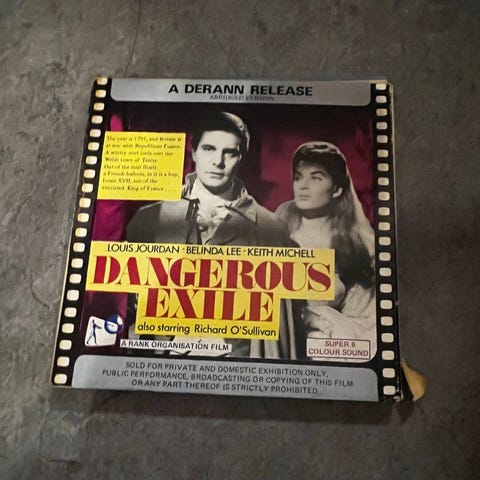 A DERANN RELEASE
ABRIDGED VERSION
The year is 1795, and Britain is
at war with Republican France.
A wintry mist curls over the
Welsh town of Tenby.
Out of the mist floats
a French balloon, in it is a boy,
Louis XVII, son of the
executed King of France . . . .
LOUIS JOURDAN · BELINDA LEE · KEITH MICHELL
DANGEROUS
EXILE
also starring Richard O'Sullivan
A RANK ORGANISATION FILM
SUPER 8
COLOUR SOUND
SOLD FOR PRIVATE AND DOMESTIC EXHIBITION ONLY,
PUBLIC PERFORMANCE, BROADCASTING OR COPYING OF THIS FILM
OR ANY PART THEREOF IS STRICTLY PROHIBITED.